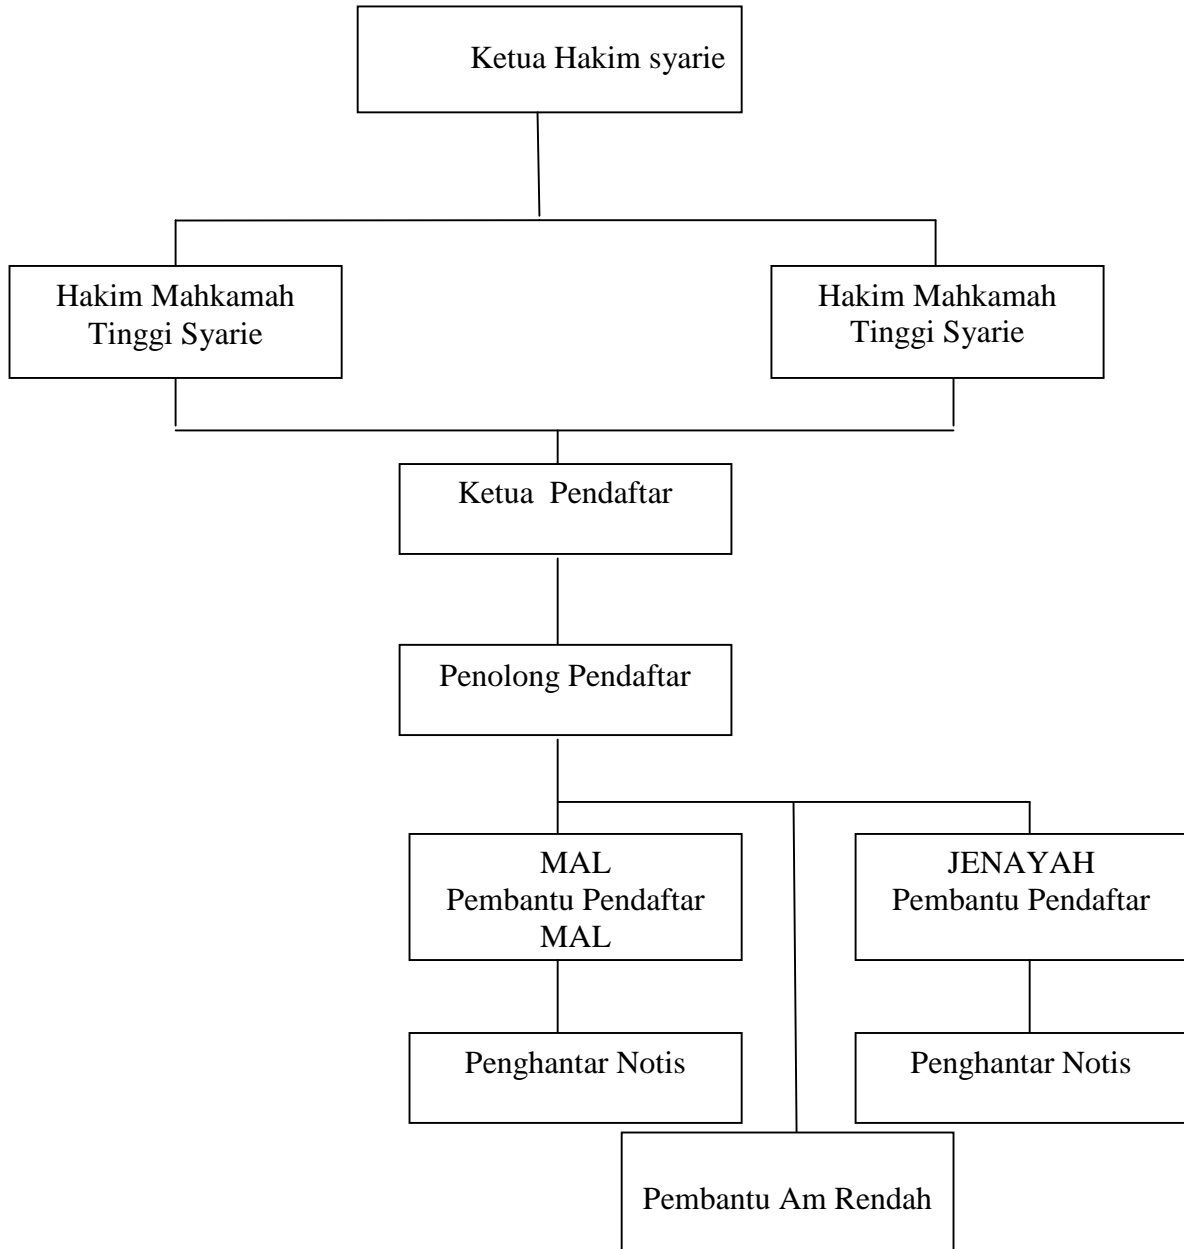 Ketua Hakim syarie
Hakim Mahkamah
Tinggi Syarie
Hakim Mahkamah
Tinggi Syarie
Ketua  Pendaftar
Penolong Pendaftar
MAL
Pembantu Pendaftar
MAL
JENAYAH
Pembantu Pendaftar
Penghantar Notis
Penghantar Notis
Pembantu Am Rendah